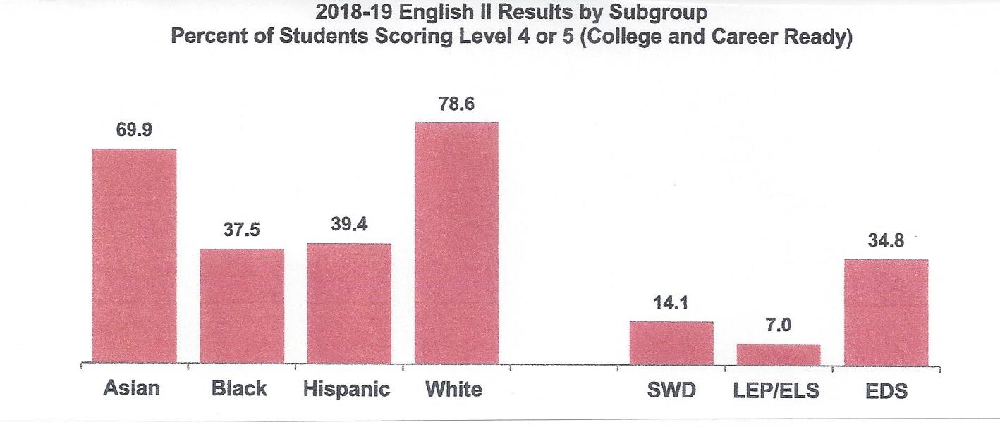 2018-19 English II Results by Subgroup
Percent of Students Scoring Level 4 or 5 (College and Career Ready)
78.6
69.9
37.5
39.4
34.8
14.1
7.0
Asian Black Hispanic White SWD LEP/ELS EDS